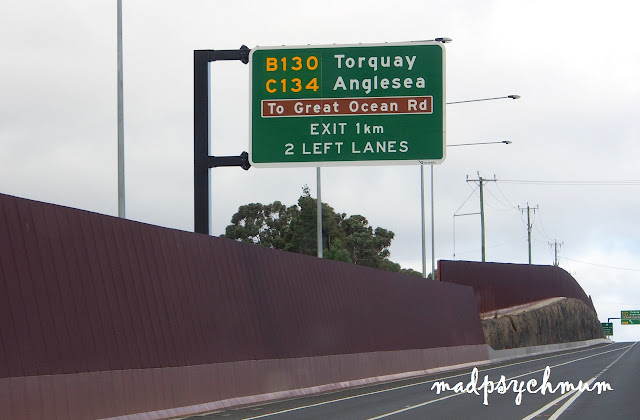 B130 Torquay
C134 Anglesea
To Great Ocean Rd
EXIT 1km
2 LEFT LANES
madpsychmum